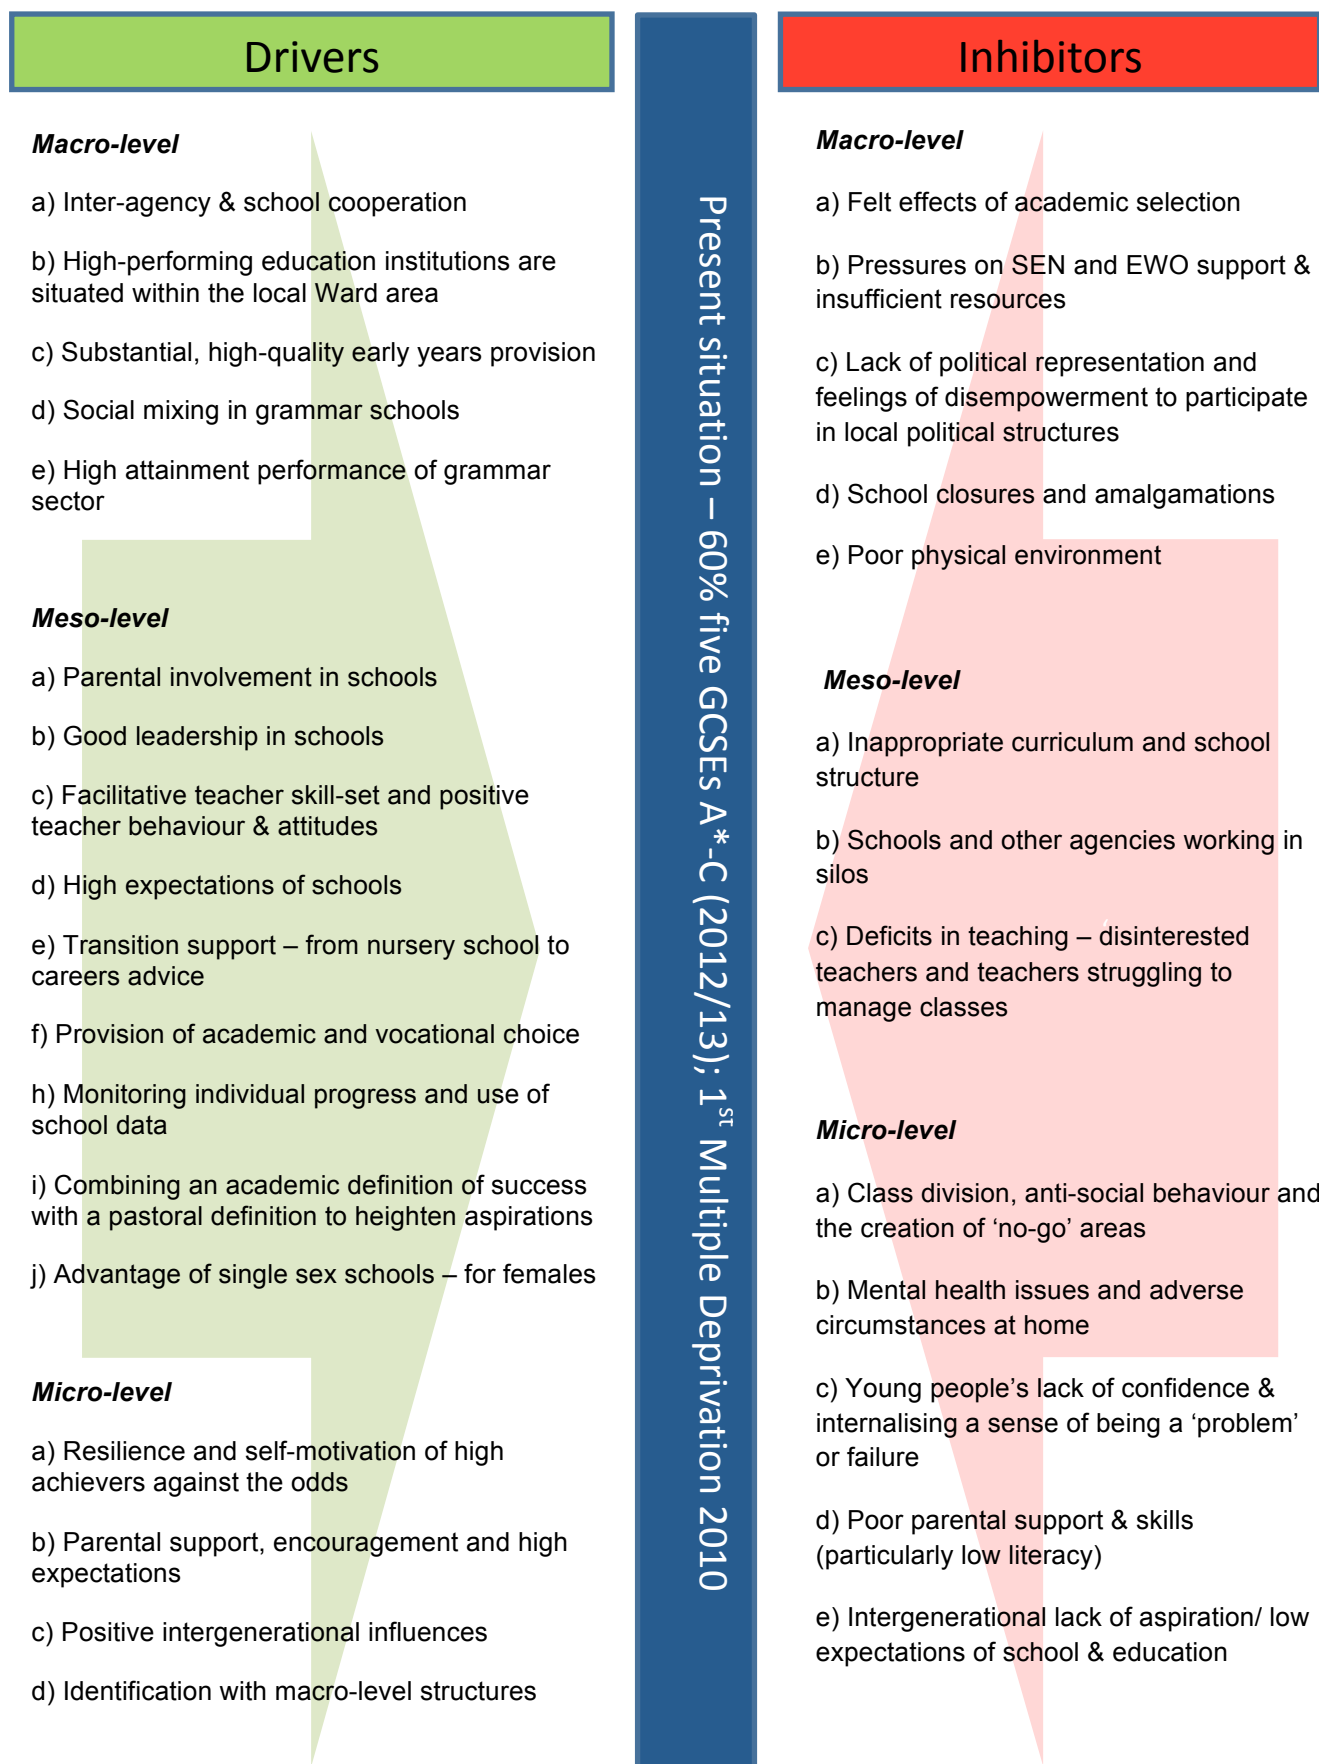 Drivers
Macro-level
a) Inter-agency & school cooperation
b) High-performing education institutions are
situated within the local Ward area
c) Substantial, high-quality early years provision
d) Social mixing in grammar schools
e) High attainment performance of grammar
sector
Meso-level
a) Parental involvement in schools
b) Good leadership in schools
c) Facilitative teacher skill-set and positive
teacher behaviour & attitudes
d) High expectations of schools
e) Transition support – from nursery school to
careers advice
f) Provision of academic and vocational choice
h) Monitoring individual progress and use of
school data
i) Combining an academic definition of success
with a pastoral definition to heighten aspirations
j) Advantage of single sex schools – for females
Micro-level
a) Resilience and self-motivation of high
achievers against the odds
b) Parental support, encouragement and high
expectations
c) Positive intergenerational influences
d) Identification with macro-level structures
Present situation – 60% five GCSEs A*-C (2012/13); 1st Multiple Deprivation 2010
Inhibitors
Macro-level
a) Felt effects of academic selection
b) Pressures on SEN and EWO support &
insufficient resources
c) Lack of political representation and
feelings of disempowerment to participate
in local political structures
d) School closures and amalgamations
e) Poor physical environment
Meso-level
a) Inappropriate curriculum and school
structure
b) Schools and other agencies working in
silos
c) Deficits in teaching – disinterested
teachers and teachers struggling to
manage classes
Micro-level
a) Class division, anti-social behaviour and
the creation of ‘no-go’ areas
b) Mental health issues and adverse
circumstances at home
c) Young people’s lack of confidence &
internalising a sense of being a ‘problem’
or failure
d) Poor parental support & skills
(particularly low literacy)
e) Intergenerational lack of aspiration/ low
expectations of school & education